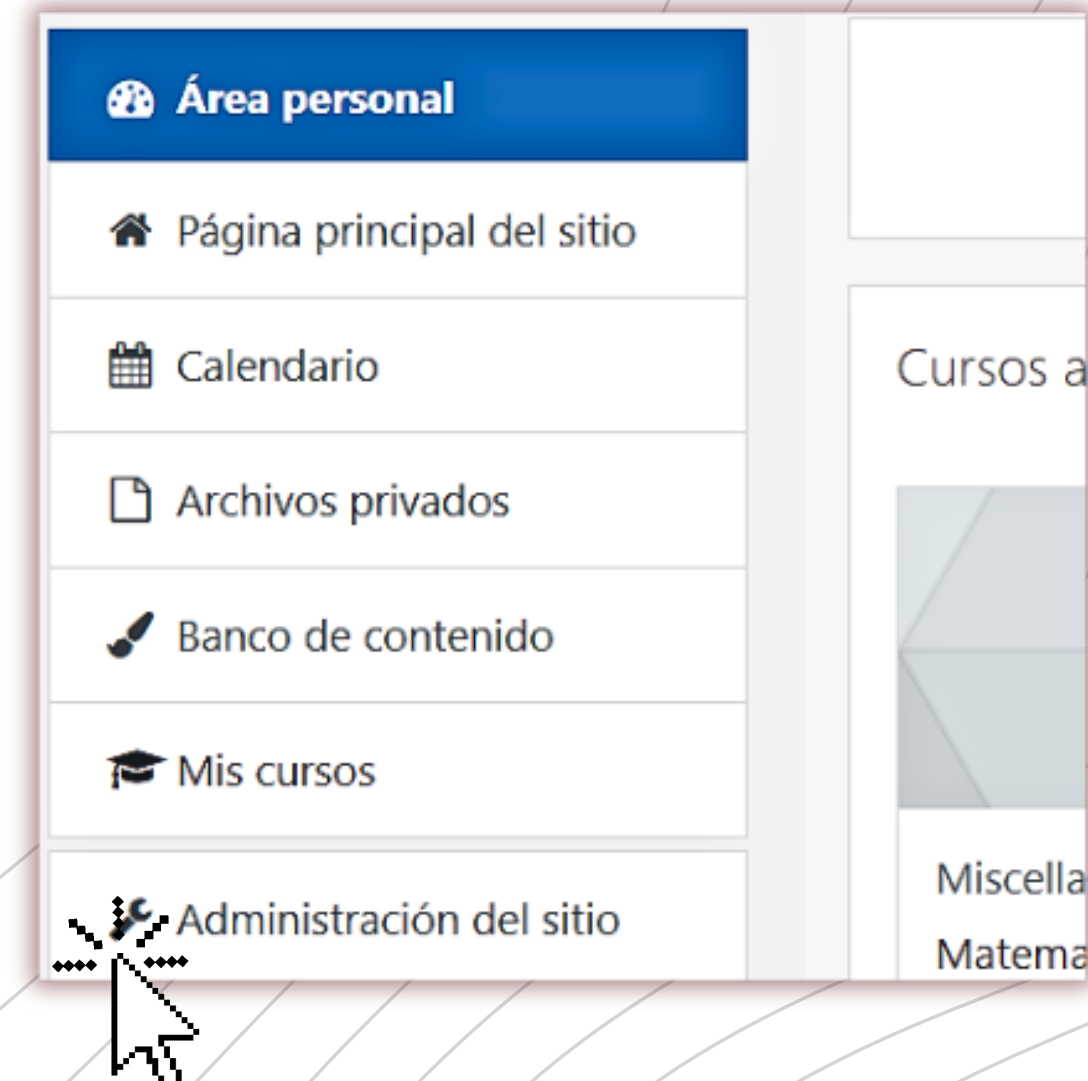 Área personal
Página principal del sitio
Calendario
Archivos privados
Banco de contenido
Mis cursos
Administración del sitio
Cursos a
Miscella
Matema